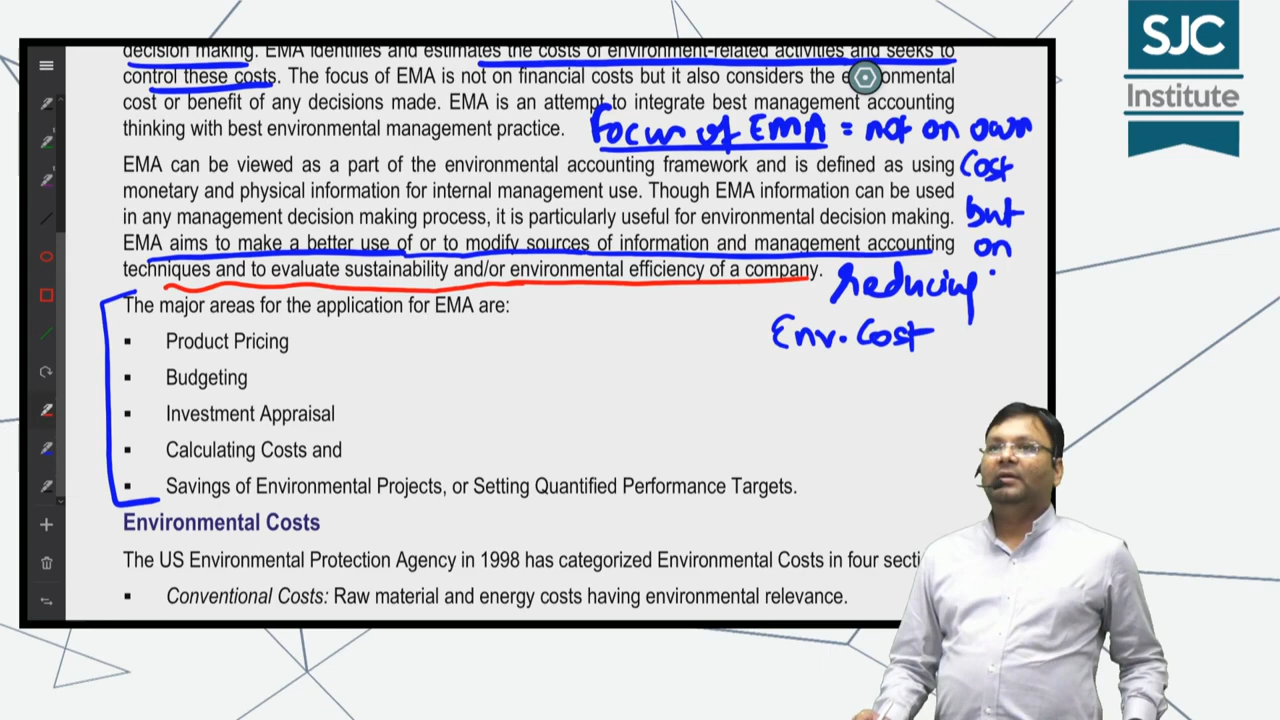 SJC
Institute
decision making. EMA identifies and estimates the costs of environment-related activities and seeks to
control these costs. The focus of EMA is not on financial costs but it also considers the e onmental
cost or benefit of any decisions made. EMA is an attempt to integrate best management accounting
thinking with best environmental management practice.
Focus of EMA = not on own
Cost
but
on
reducing
Env. Cost
EMA can be viewed as a part of the environmental accounting framework and is defined as using
monetary and physical information for internal management use. Though EMA information can be used
in any management decision making process, it is particularly useful for environmental decision making.
EMA aims to make a better use of or to modify sources of information and management accounting
techniques and to evaluate sustainability and/or environmental efficiency of a company.
The major areas for the application for EMA are:
▪ Product Pricing
▪ Budgeting
▪ Investment Appraisal
▪ Calculating Costs and
▪ Savings of Environmental Projects, or Setting Quantified Performance Targets.
Environmental Costs
The US Environmental Protection Agency in 1998 has categorized Environmental Costs in four secti
▪ Conventional Costs: Raw material and energy costs having environmental relevance.